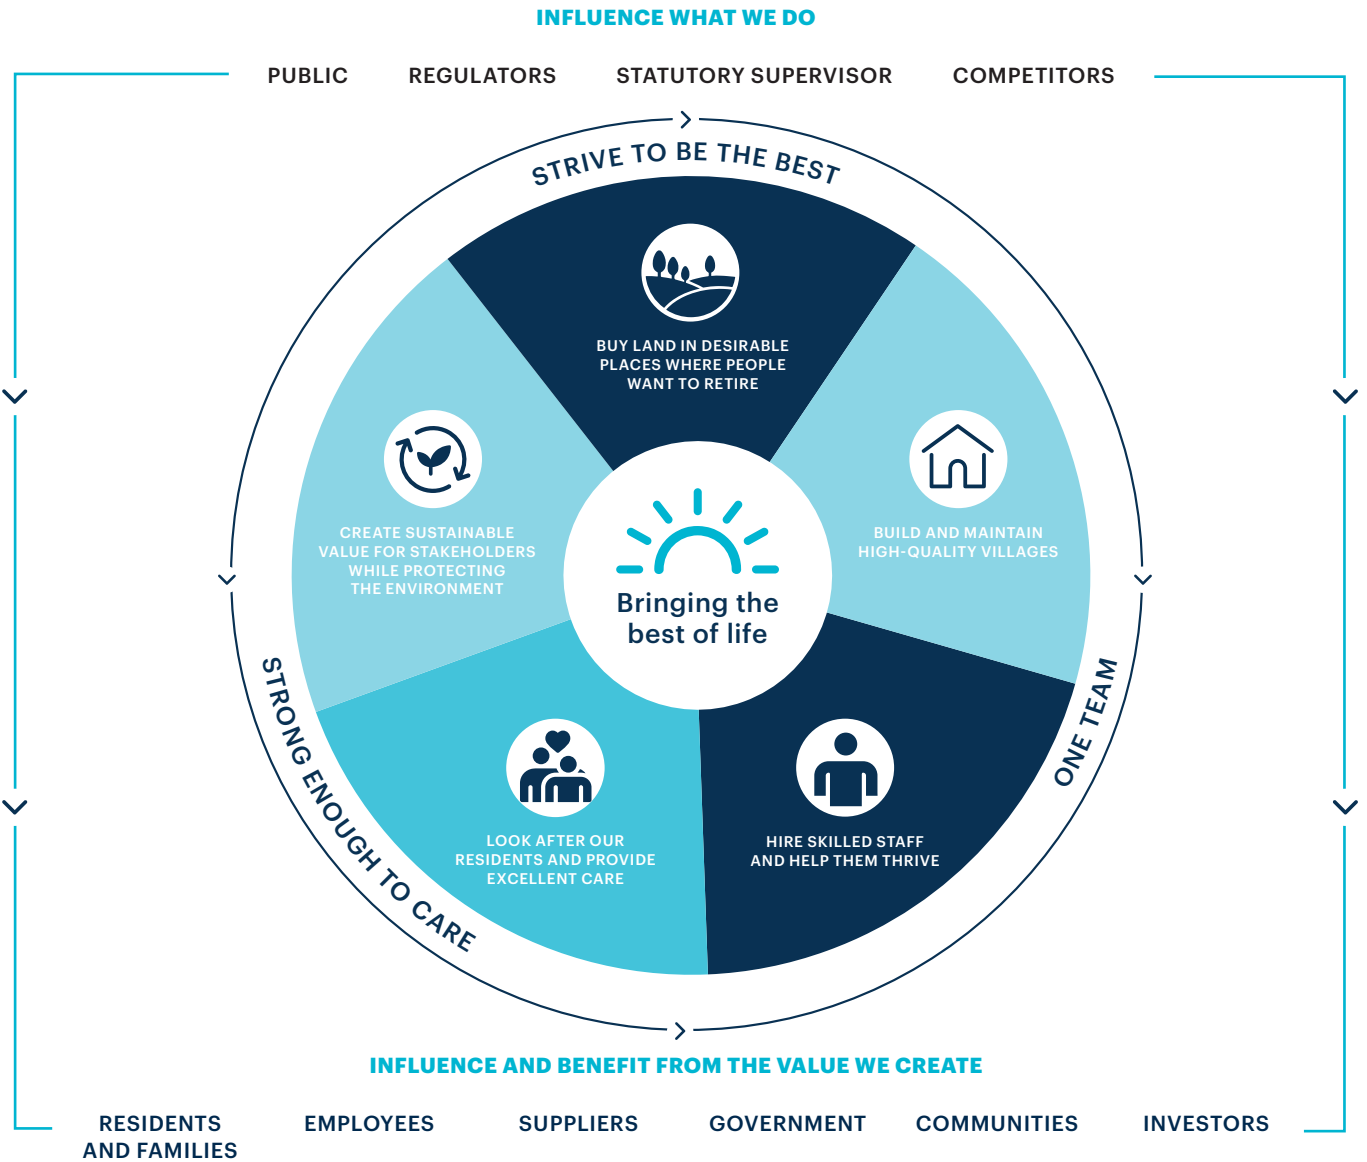 INFLUENCE WHAT WE DO
PUBLIC
REGULATORS
STATUTORY SUPERVISOR
COMPETITORS
STRIVE TO BE THE BEST
BUY LAND IN DESIRABLE
PLACES WHERE PEOPLE
WANT TO RETIRE
CREATE SUSTAINABLE
VALUE FOR STAKEHOLDERS
WHILE PROTECTING
THE ENVIRONMENT
BUILD AND MAINTAIN
HIGH-QUALITY VILLAGES
Bringing the
best of life
STRONG ENOUGH TO CARE
ONE TEAM
LOOK AFTER OUR
RESIDENTS AND PROVIDE
EXCELLENT CARE
HIRE SKILLED STAFF
AND HELP THEM THRIVE
INFLUENCE AND BENEFIT FROM THE VALUE WE CREATE
RESIDENTS
AND FAMILIES
EMPLOYEES
SUPPLIERS
GOVERNMENT
COMMUNITIES
INVESTORS